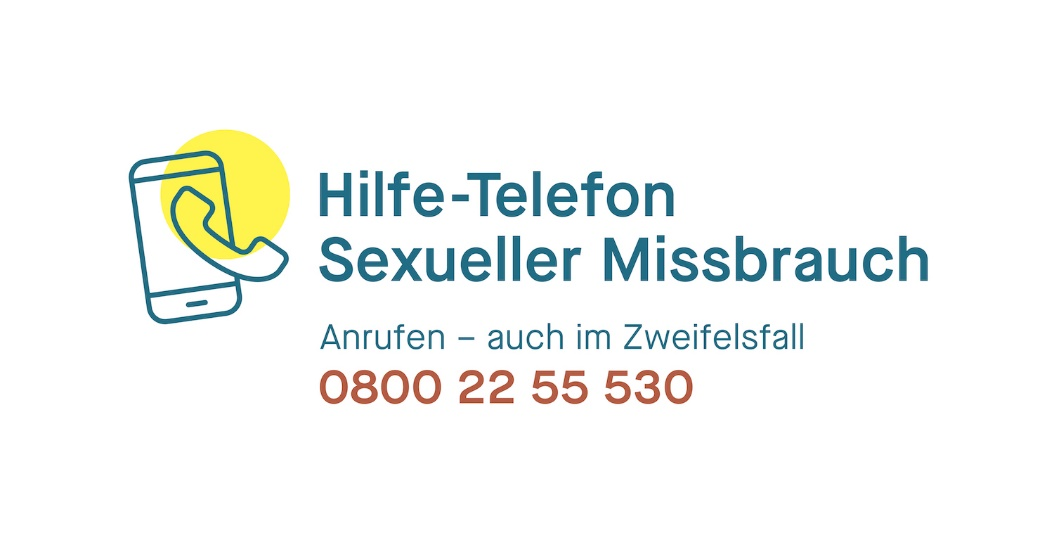 Hilfe-Telefon
Sexueller Missbrauch
Anrufen – auch im Zweifelsfall
0800 22 55 530